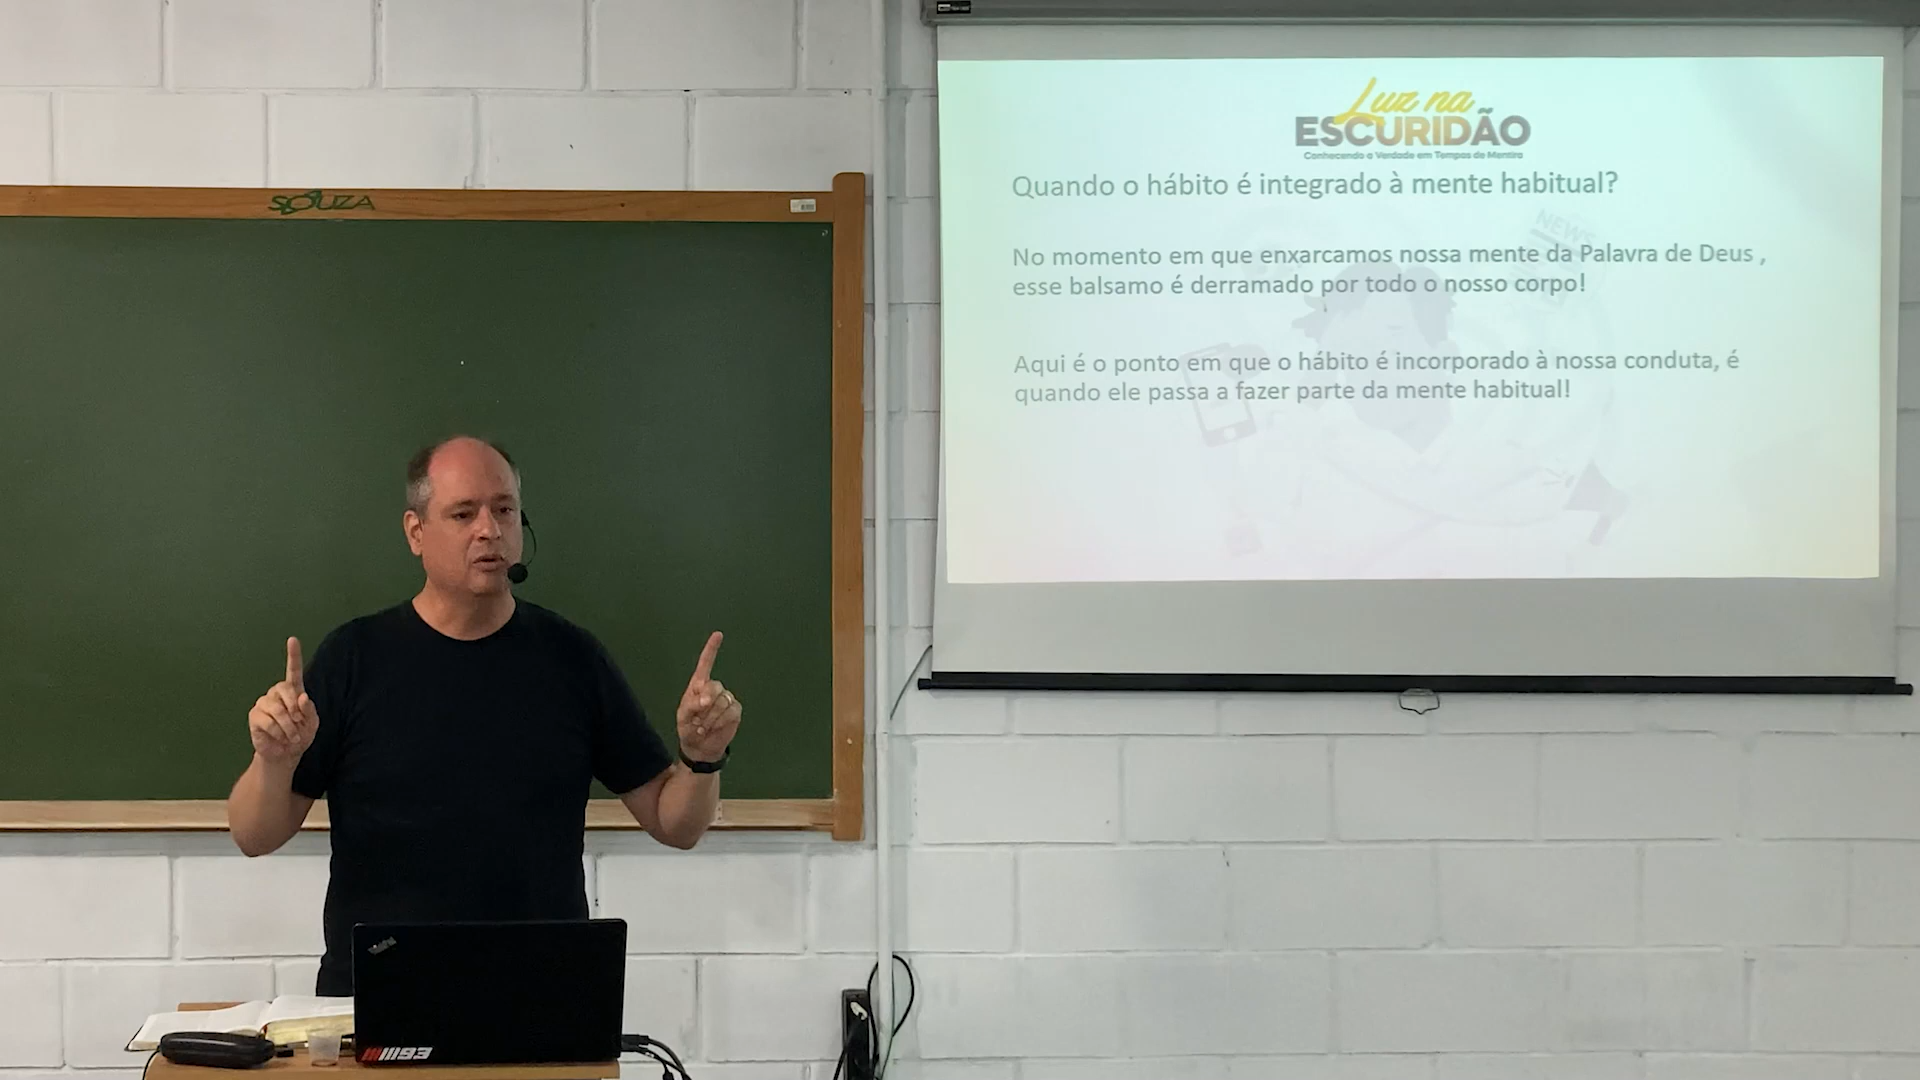 SOUZA
Luz na
ESCURIDÃO
Conhecendo a Verdade em Tempos de Mentira
Quando o hábito é integrado à mente habitual?
No momento em que enxarcamos nossa mente da Palavra de Deus ,
esse balsamo é derramado por todo o nosso corpo!
Aqui é o ponto em que o hábito é incorporado à nossa conduta, é
quando ele passa a fazer parte da mente habitual!
NEWS